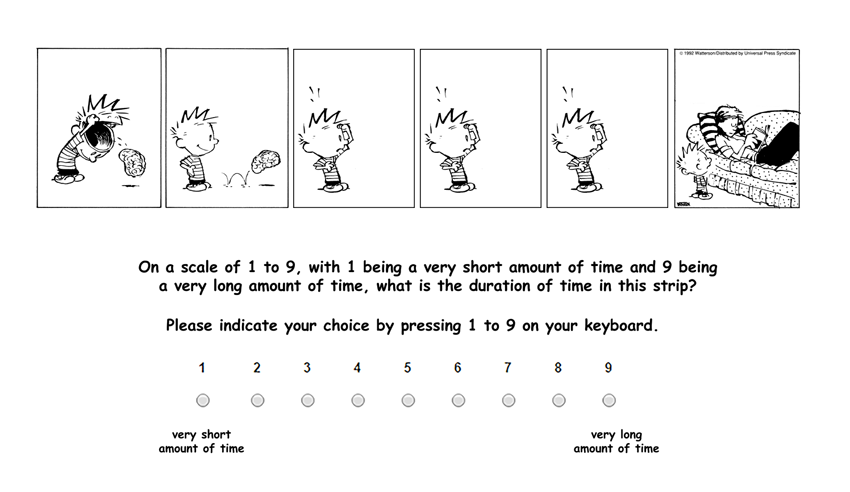 © 1992 Watterson/Distributed by Universal Press Syndicate
On a scale of 1 to 9, with 1 being a very short amount of time and 9 being
a very long amount of time, what is the duration of time in this strip?
Please indicate your choice by pressing 1 to 9 on your keyboard.
1 2 3 4 5 6 7 8 9
very short very long
amount of time amount of time